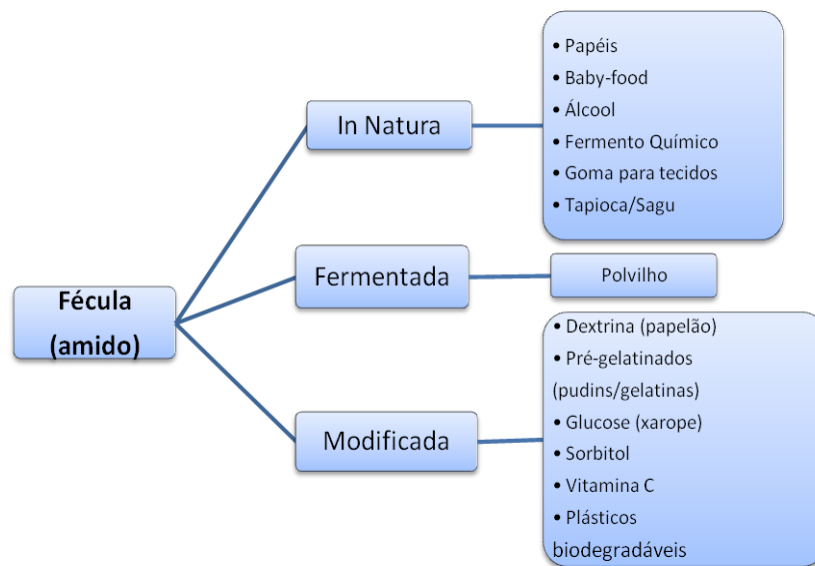 Fécula
(amido)
In Natura
• Papéis
• Baby-food
• Álcool
• Fermento Químico
• Goma para tecidos
• Tapioca/Sagu
Fermentada
Polvilho
Modificada
• Dextrina (papelão)
• Pré-gelatinados
(pudins/gelatinas)
• Glucose (xarope)
• Sorbitol
• Vitamina C
• Plásticos
biodegradáveis